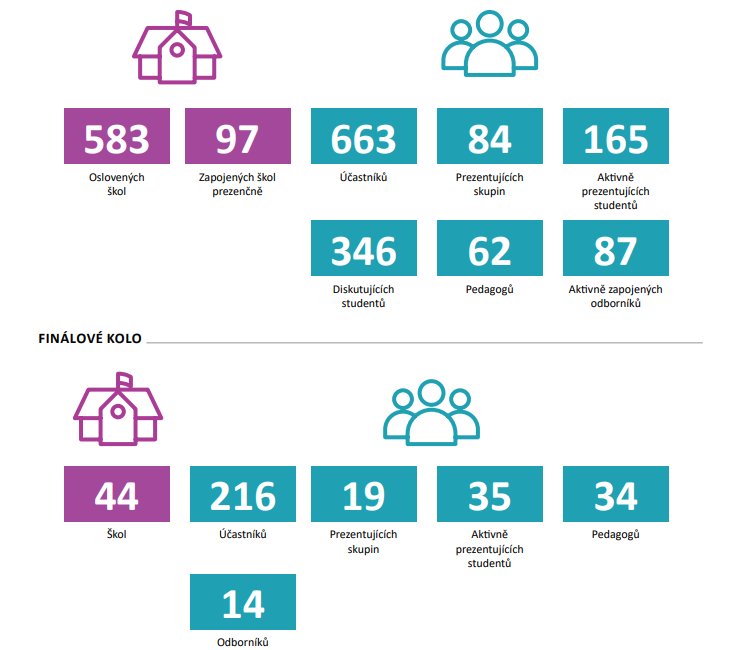 583
97
663
84
165
Oslovených
škol
Zapojených škol
prezenčně
Účastníků
Prezentujících
skupin
Aktivně
prezentujících
studentů
346
62
87
Diskutujících
studentů
Pedagogů
Aktivně zapojených
odborníků
FINÁLOVÉ KOLO
44
216
19
35
34
Škol
Účastníků
Prezentujících
skupin
Aktivně
prezentujících
studentů
Pedagogů
14
Odborníků